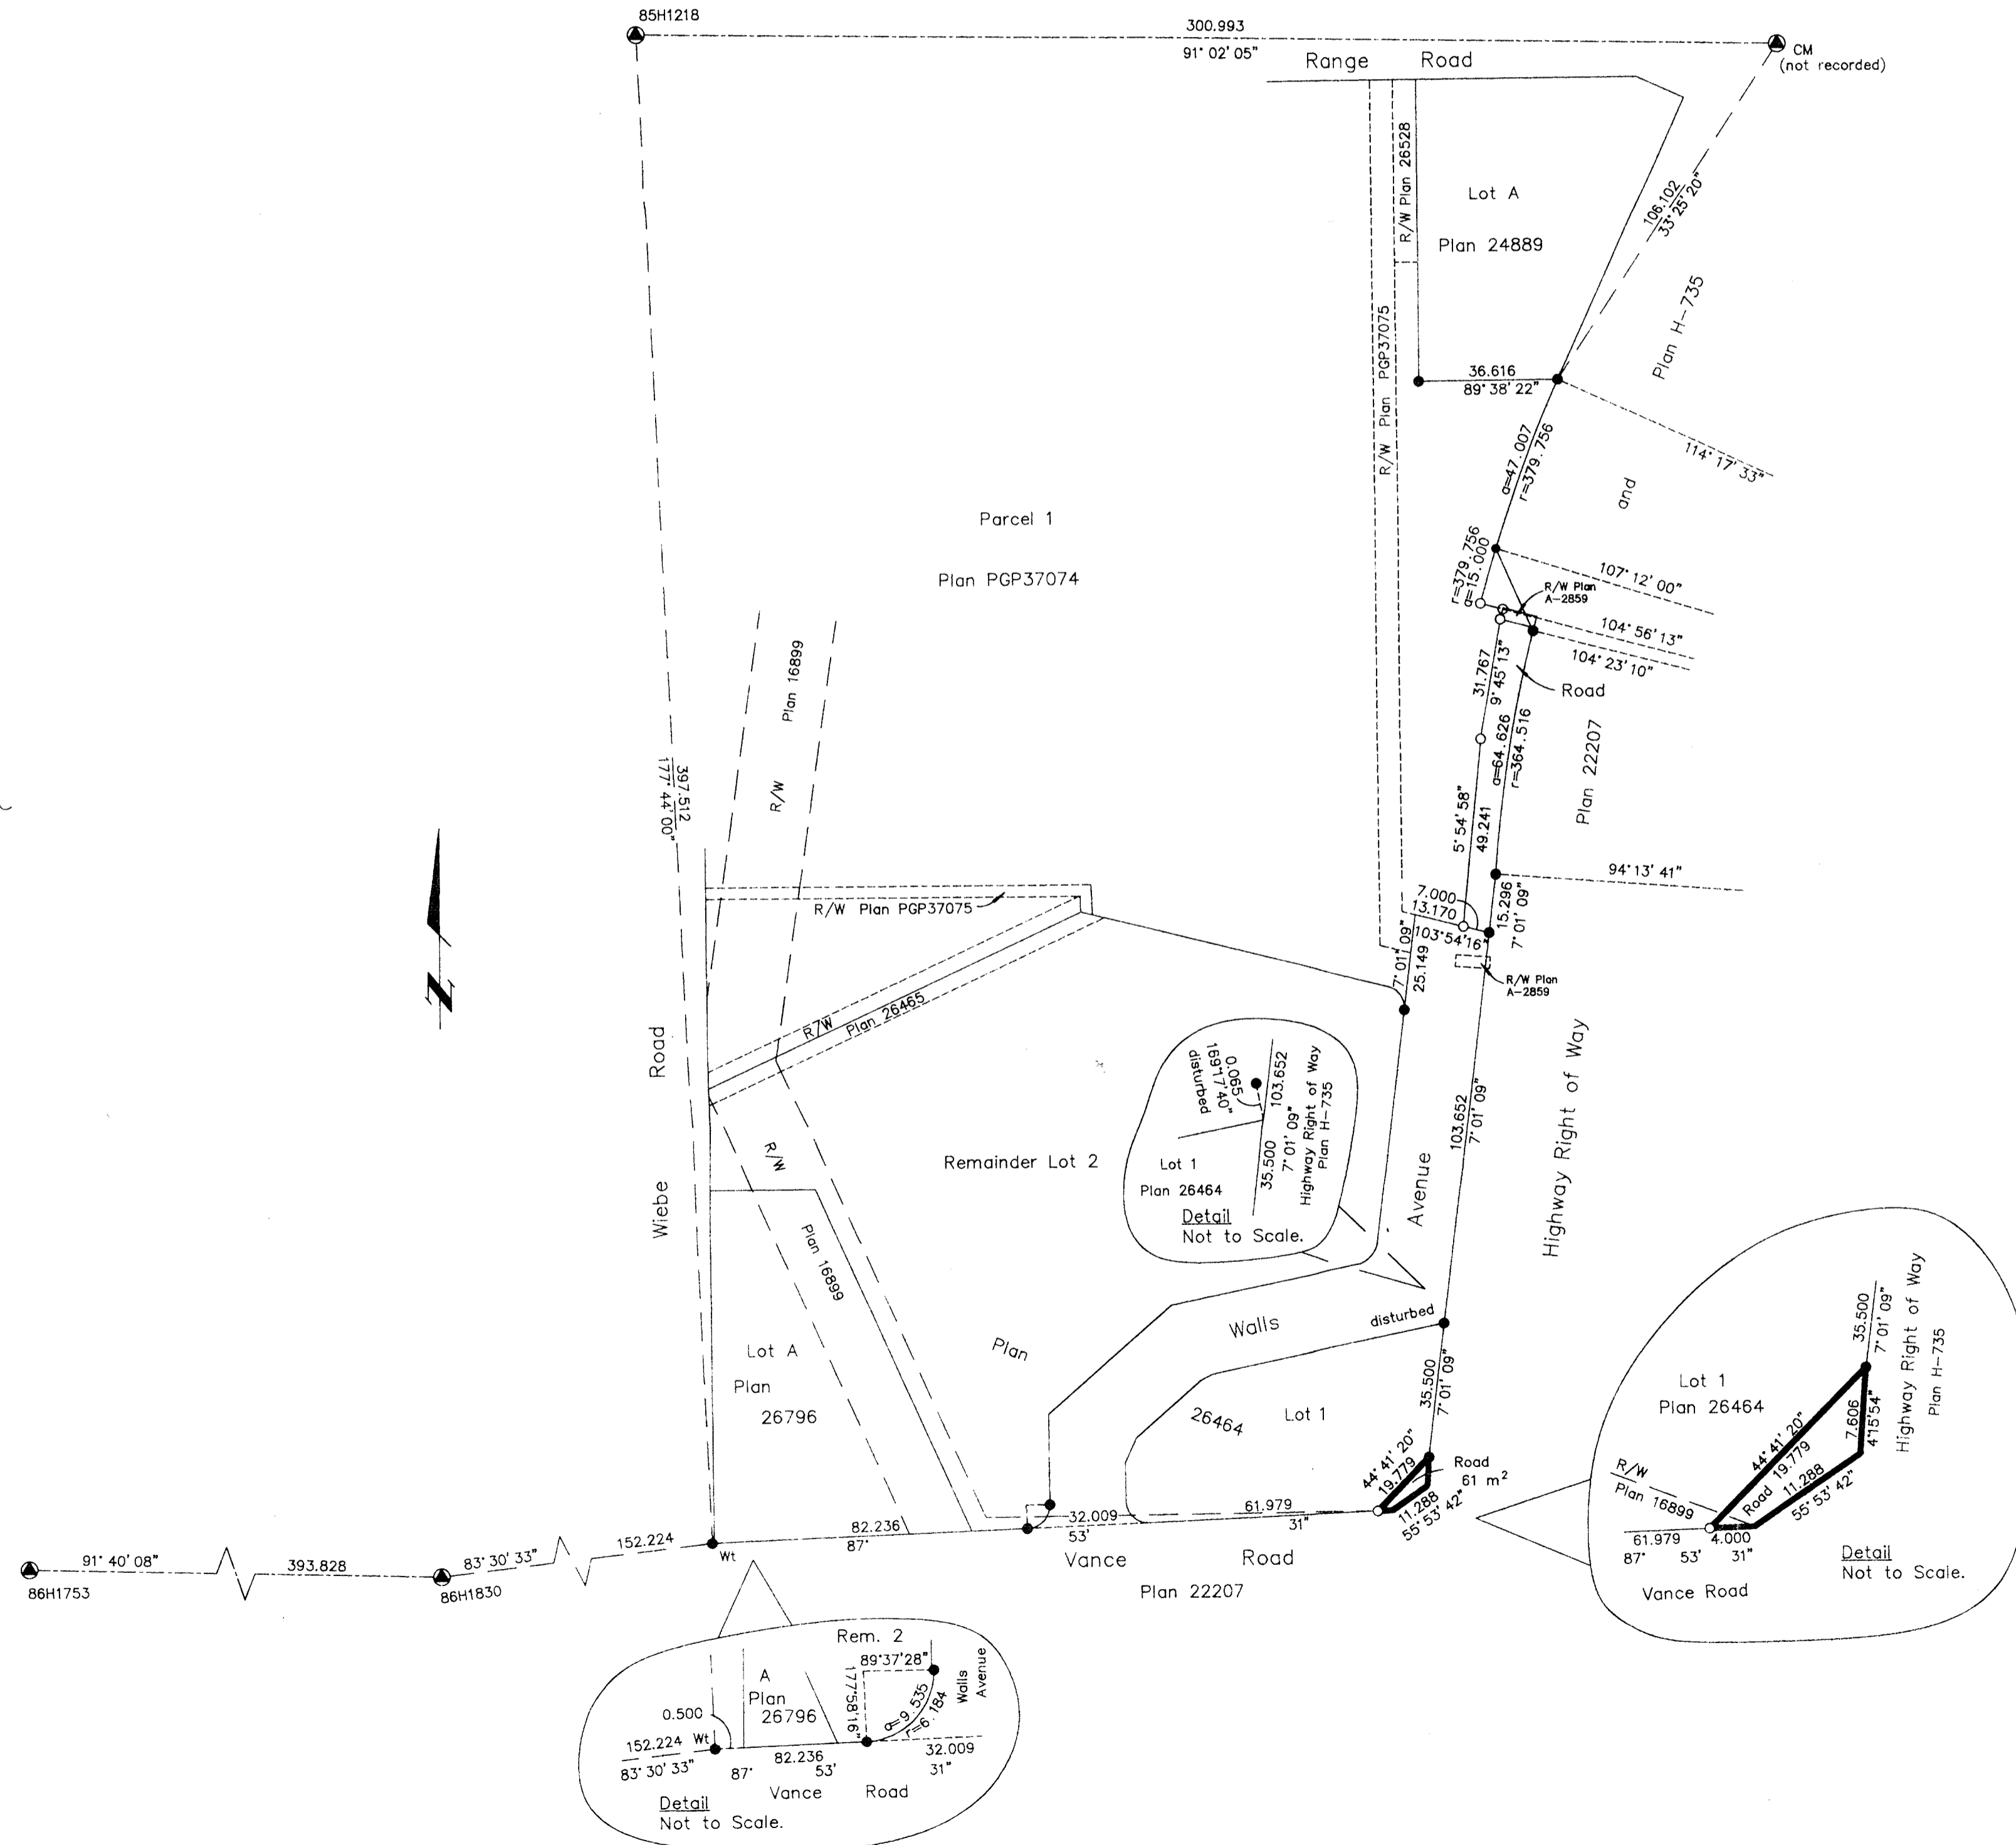 85H1218
300.993
91° 02' 05"
CM
(not recorded)
Range Road
R/W Plan 26528
Lot A
Plan 24889
106.102
33° 25' 20"
Plan H-735
R/W Plan PGP37075
36.616
89° 38' 22"
114° 17' 33"
a=47.007
r=379.756
and
Parcel 1
Plan PGP37074
r=379.756
a=15.000
107° 12' 00"
R/W Plan
A-2859
104° 56' 13"
104° 23' 10"
Road
31.767
9° 45' 13"
a=64.626
r=364.516
Plan 22207
R/W Plan 16899
397.512
177° 44' 00"
5° 54' 58"
49.241
94° 13' 41"
R/W Plan PGP37075
7.000
13.170
103° 54' 16"
15.296
7° 01' 09"
7° 01' 09"
25.149
R/W Plan
A-2859
R/W Plan 26465
N
Wiebe Road
0.065
169°17'40"
disturbed
103.652
35.500
7° 01' 09"
Highway Right of Way
Plan H-735
Lot 1
Plan 26464
Detail
Not to Scale.
103.652
7° 01' 09"
Highway Right of Way
Avenue
Remainder Lot 2
R/W
Plan 16899
Walls
disturbed
Plan
Lot A
Plan
26796
26464
Lot 1
35.500
7° 01' 09"
44° 41' 20"
19.779
Road
61 m²
11.288
55° 53' 42"
61.979
31"
32.009
53'
82.236
87°
Wt
152.224
83° 30' 33"
86H1830
393.828
91° 40' 08"
86H1753
Vance Road
Plan 22207
35.500
7° 01' 09"
Highway Right of Way
Plan H-735
Lot 1
Plan 26464
44° 41' 20"
19.779
7.606
4°15'54"
11.288
55° 53' 42"
Road
R/W
Plan 16899
61.979 4.000
87° 53' 31"
Vance Road
Detail
Not to Scale.
Rem. 2
89°37'28"
177°58'16"
a=9.535
r=6.184
Walls
Avenue
A
Plan
26796
0.500
152.224 Wt
83° 30' 33"
82.236
32.009
87° 53' 31"
Vance Road
Detail
Not to Scale.